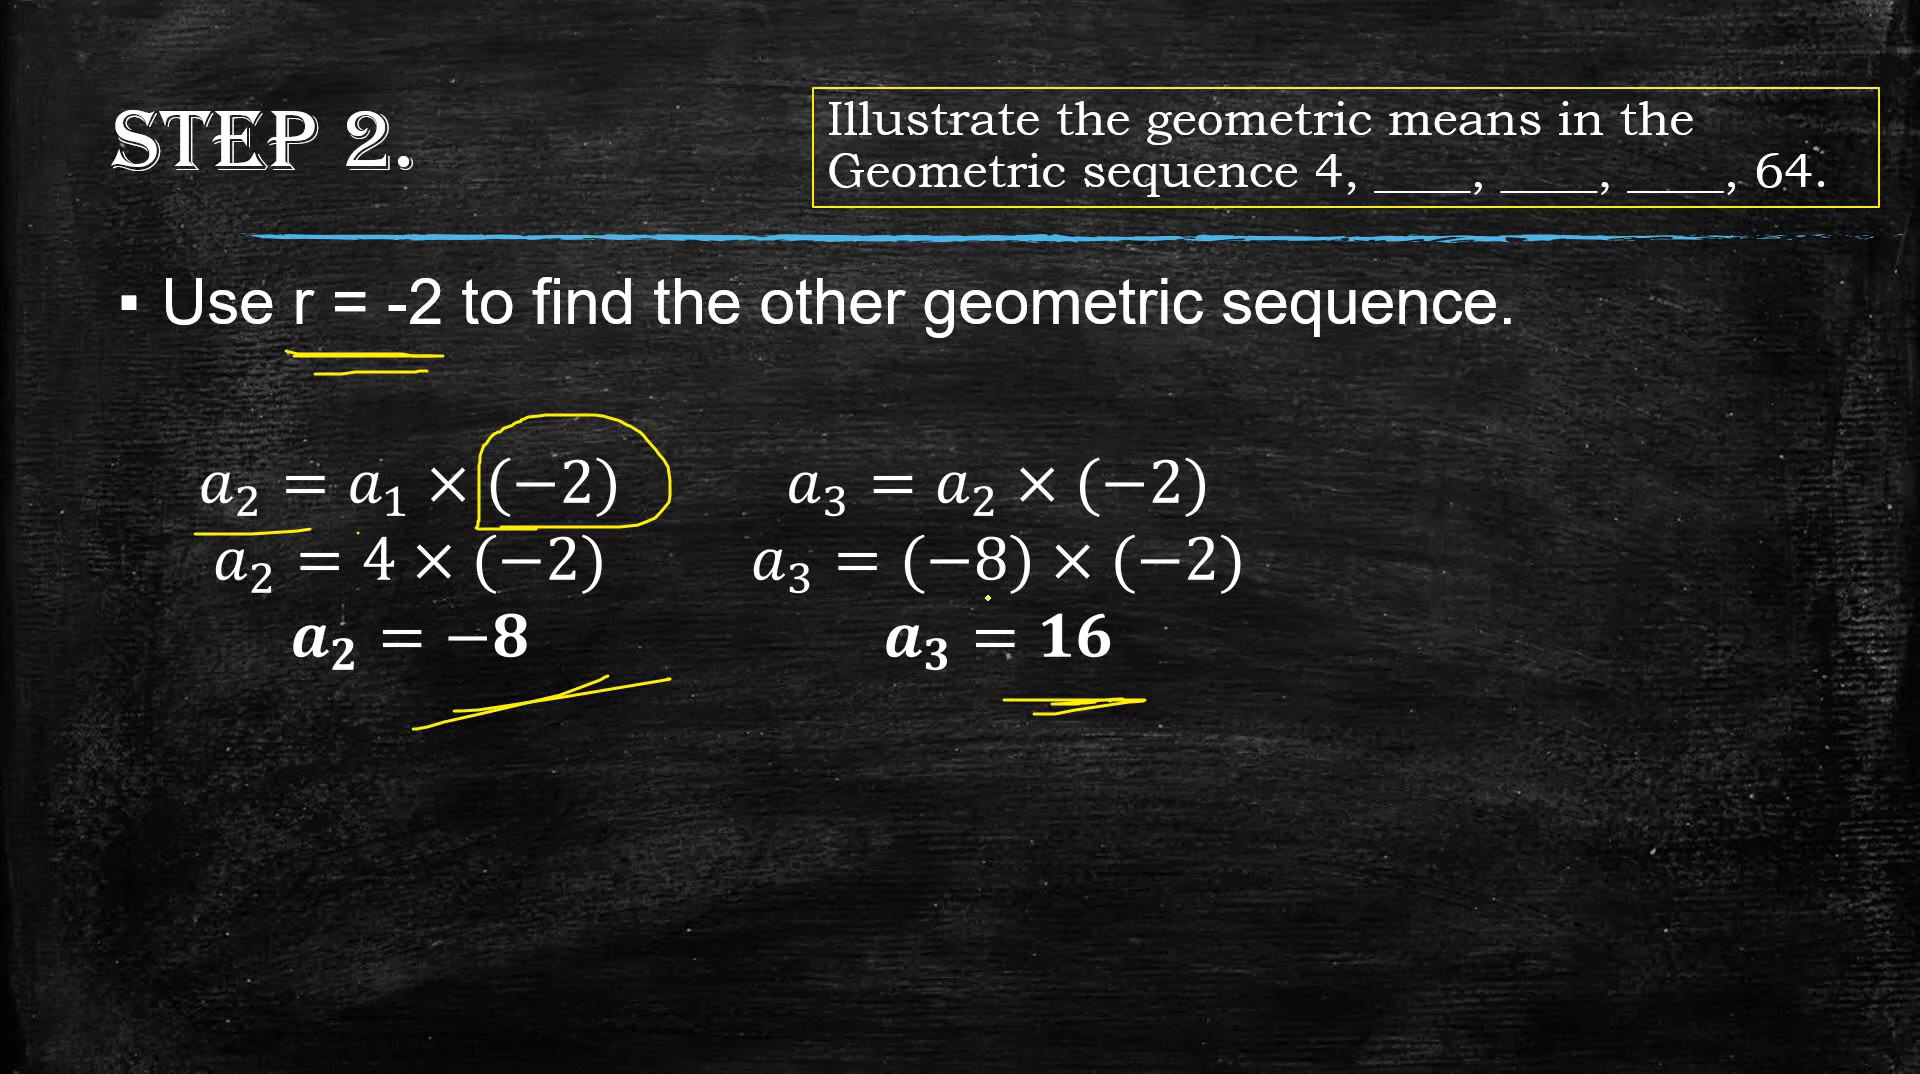 STEP 2.
Illustrate the geometric means in the
Geometric sequence 4, ____, ____, ____, 64.
▪ Use r = -2 to find the other geometric sequence.
a₂ = a₁ × (−2)
a₂ = 4 × (−2)
a₂ = −8
a₃ = a₂ × (−2)
a₃ = (−8) × (−2)
a₃ = 16